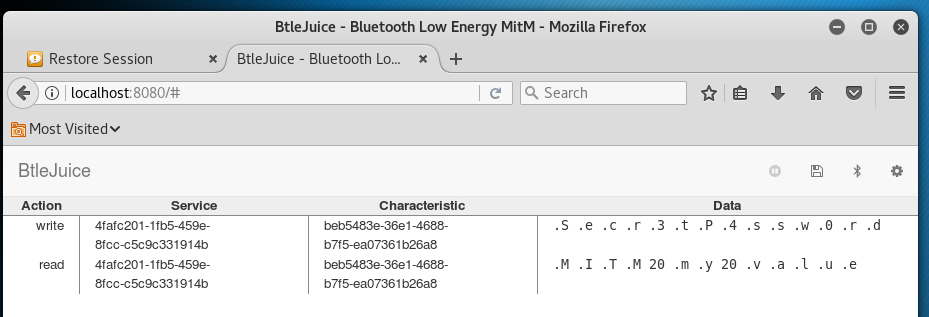 BtleJuice - Bluetooth Low Energy MitM - Mozilla Firefox
Restore Session
BtleJuice - Bluetooth Lo...
localhost:8080/#
Search
Most Visited
BtleJuice
Action Service Characteristic Data
write 4fafc201-1fb5-459e- beb5483e-36e1-4688- .S .e .c .r .3 .t .P .4 .s .s .w .0 .r .d
8fcc-c5c9c331914b b7f5-ea07361b26a8
read 4fafc201-1fb5-459e- beb5483e-36e1-4688- .M .I .T .M 20 .m .y 20 .v .a .l .u .e
8fcc-c5c9c331914b b7f5-ea07361b26a8